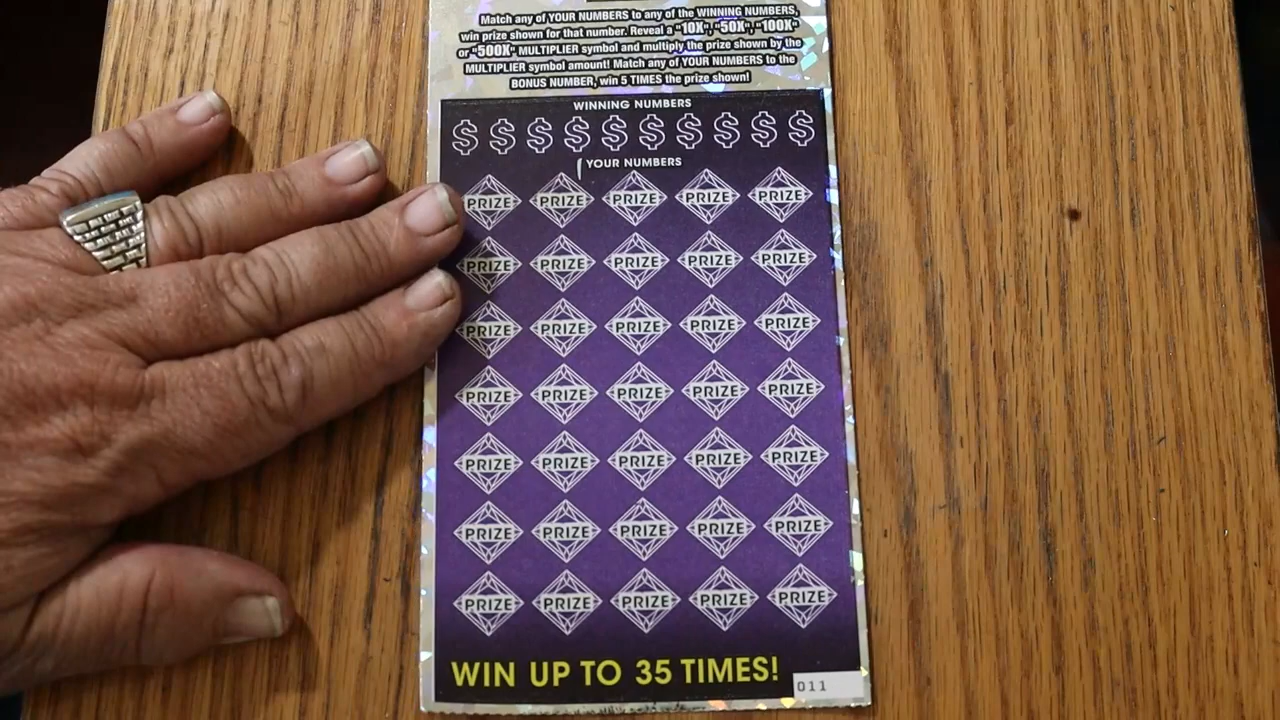 Match any of YOUR NUMBERS to any of the WINNING NUMBERS,
win prize shown for that number. Reveal a "10X", "50X", "100X"
or "500X" MULTIPLIER symbol and multiply the prize shown by the
MULTIPLIER symbol amount! Match any of YOUR NUMBERS to the
BONUS NUMBER, win 5 TIMES the prize shown!
WINNING NUMBERS
$ $ $ $ $ $ $ $ $ $
YOUR NUMBERS
PRIZE PRIZE PRIZE PRIZE PRIZE
PRIZE PRIZE PRIZE PRIZE PRIZE
PRIZE PRIZE PRIZE PRIZE PRIZE
PRIZE PRIZE PRIZE PRIZE PRIZE
PRIZE PRIZE PRIZE PRIZE PRIZE
PRIZE PRIZE PRIZE PRIZE PRIZE
PRIZE PRIZE PRIZE PRIZE PRIZE
WIN UP TO 35 TIMES!
011